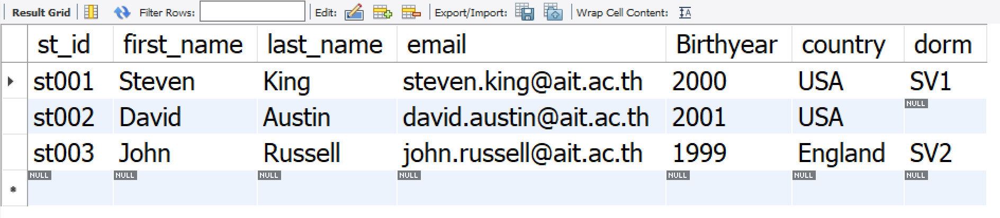 Result Grid Filter Rows: Edit: Export/Import: Wrap Cell Content: A
st_id first_name last_name email Birthyear country dorm
st001 Steven King steven.king@ait.ac.th 2000 USA SV1
st002 David Austin david.austin@ait.ac.th 2001 USA NULL
st003 John Russell john.russell@ait.ac.th 1999 England SV2
NULL NULL NULL NULL NULL NULL NULL